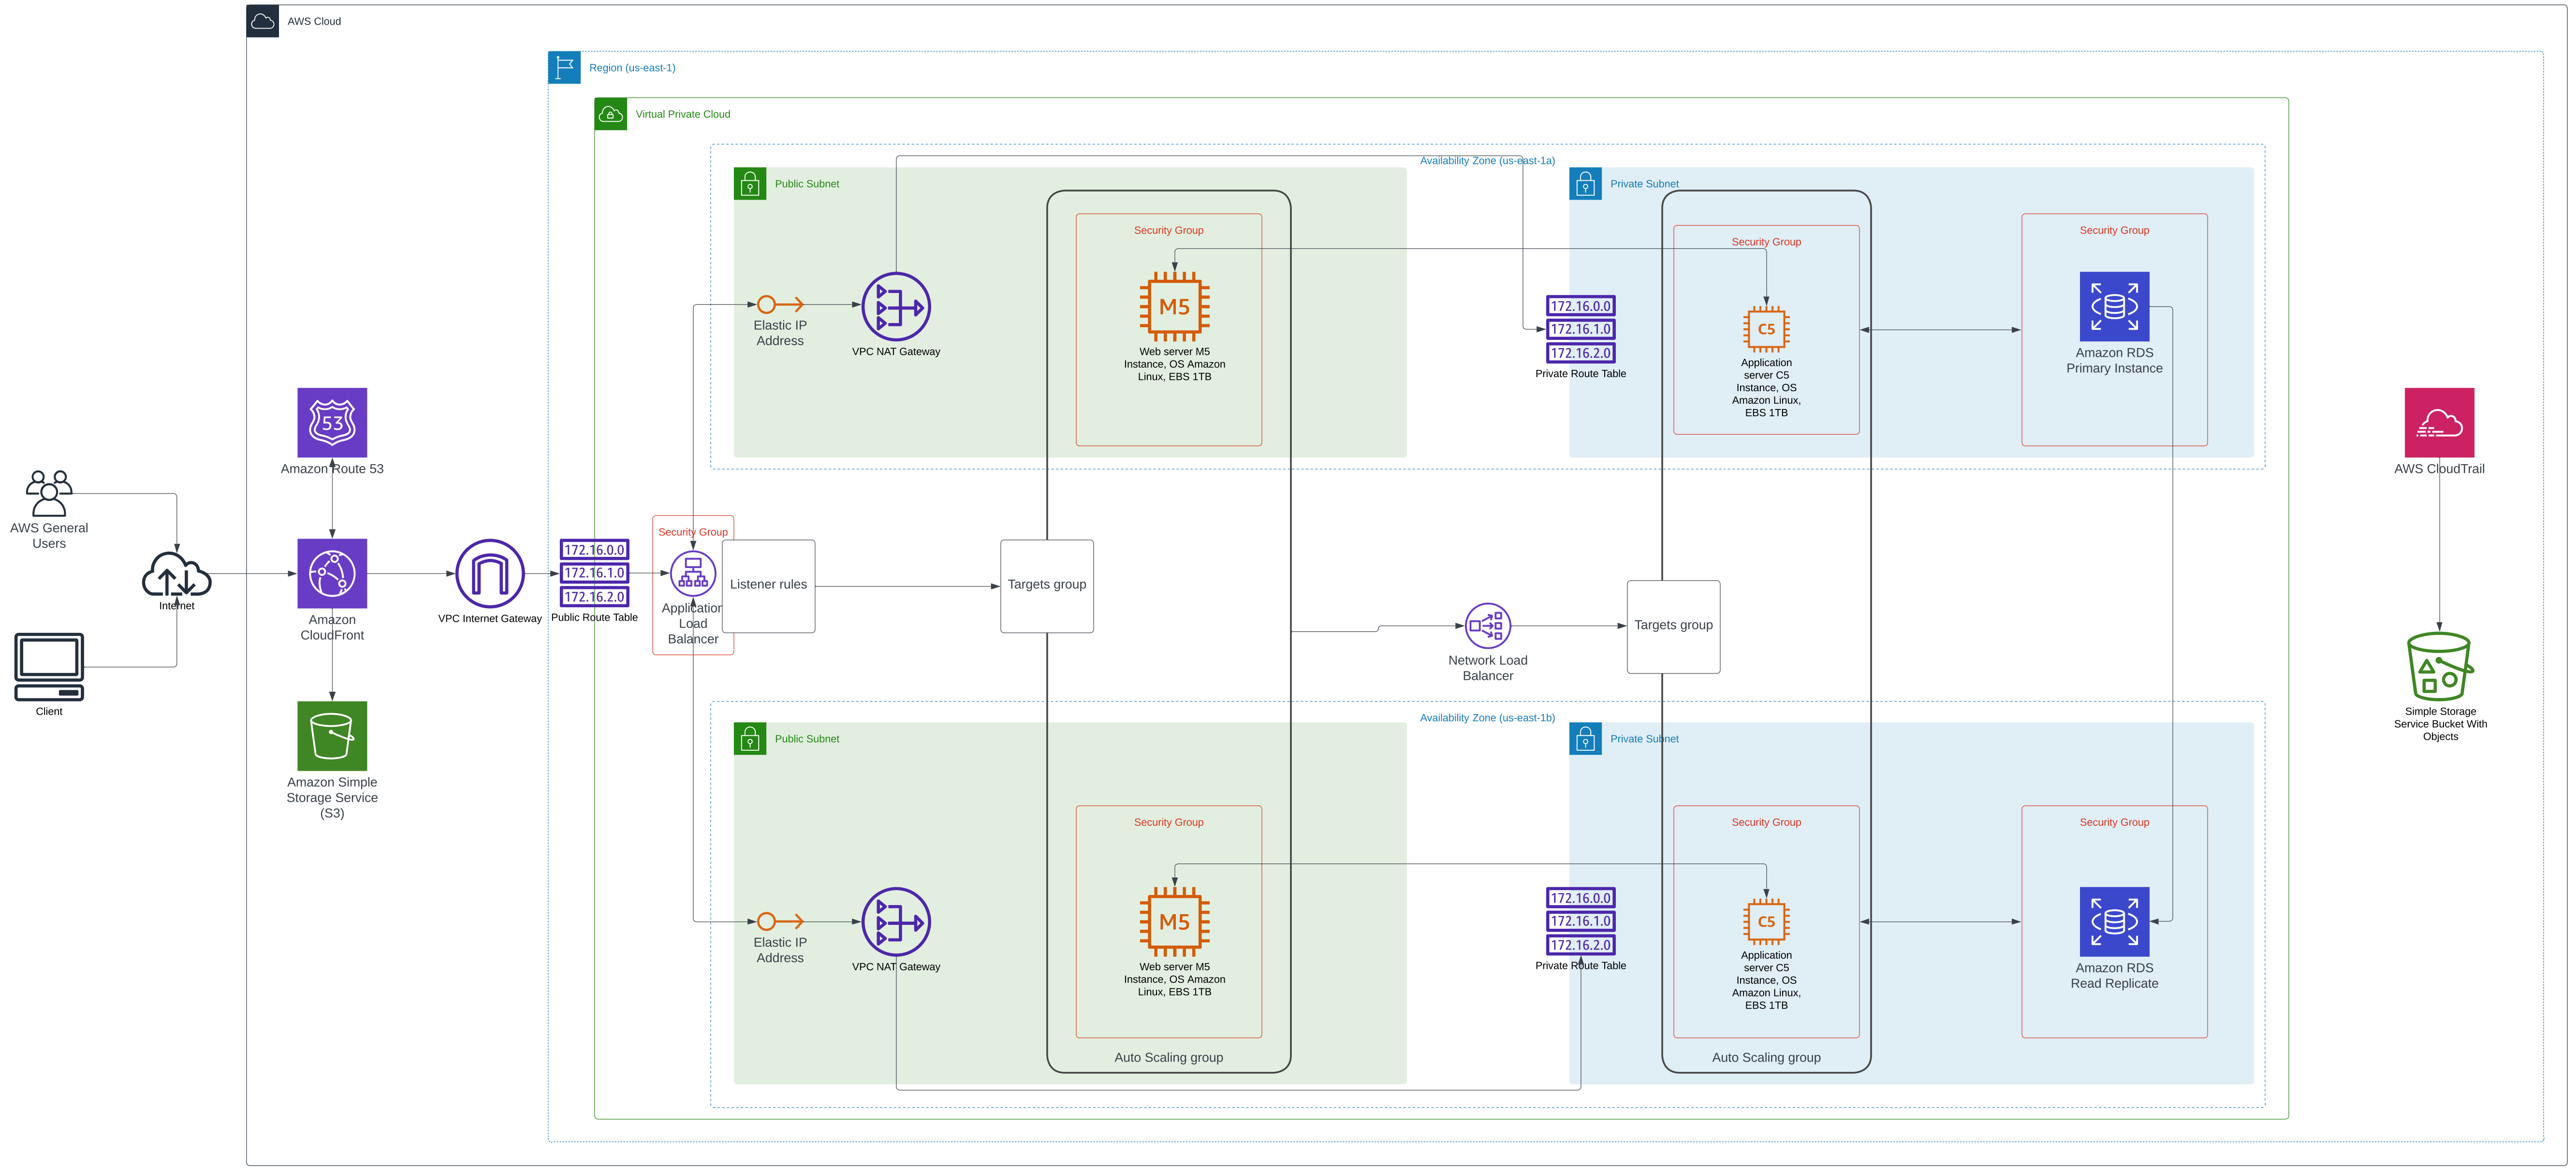 AWS Cloud
Region (us-east-1)
Virtual Private Cloud
Availability Zone (us-east-1a)
Public Subnet
Private Subnet
Security Group
Security Group
Security Group
M5
Web server M5
Instance, OS Amazon
Linux, EBS 1TB
Elastic IP
Address
VPC NAT Gateway
172.16.0.0
172.16.1.0
172.16.2.0
Private Route Table
C5
Application
server C5
Instance, OS
Amazon Linux,
EBS 1TB
Amazon RDS
Primary Instance
53
Amazon Route 53
AWS General
Users
Internet
Client
Amazon
CloudFront
Amazon Simple
Storage Service
(S3)
VPC Internet Gateway
172.16.0.0
172.16.1.0
172.16.2.0
Public Route Table
Security Group
Application
Load
Balancer
Listener rules
Targets group
Network Load
Balancer
Targets group
AWS CloudTrail
Simple Storage
Service Bucket With
Objects
Availability Zone (us-east-1b)
Public Subnet
Private Subnet
Security Group
Security Group
Security Group
Elastic IP
Address
VPC NAT Gateway
M5
Web server M5
Instance, OS Amazon
Linux, EBS 1TB
172.16.0.0
172.16.1.0
172.16.2.0
Private Route Table
C5
Application
server C5
Instance, OS
Amazon Linux,
EBS 1TB
Amazon RDS
Read Replicate
Auto Scaling group
Auto Scaling group